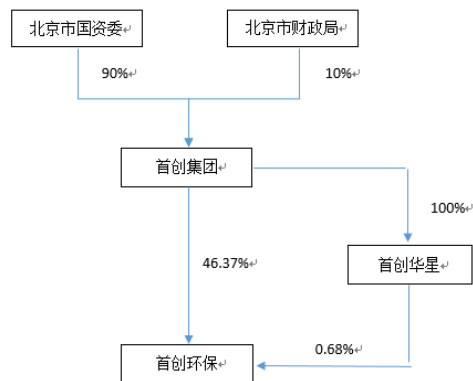 北京市国资委
北京市财政局
90%
10%
首创集团
100%
46.37%
首创华星
0.68%
首创环保